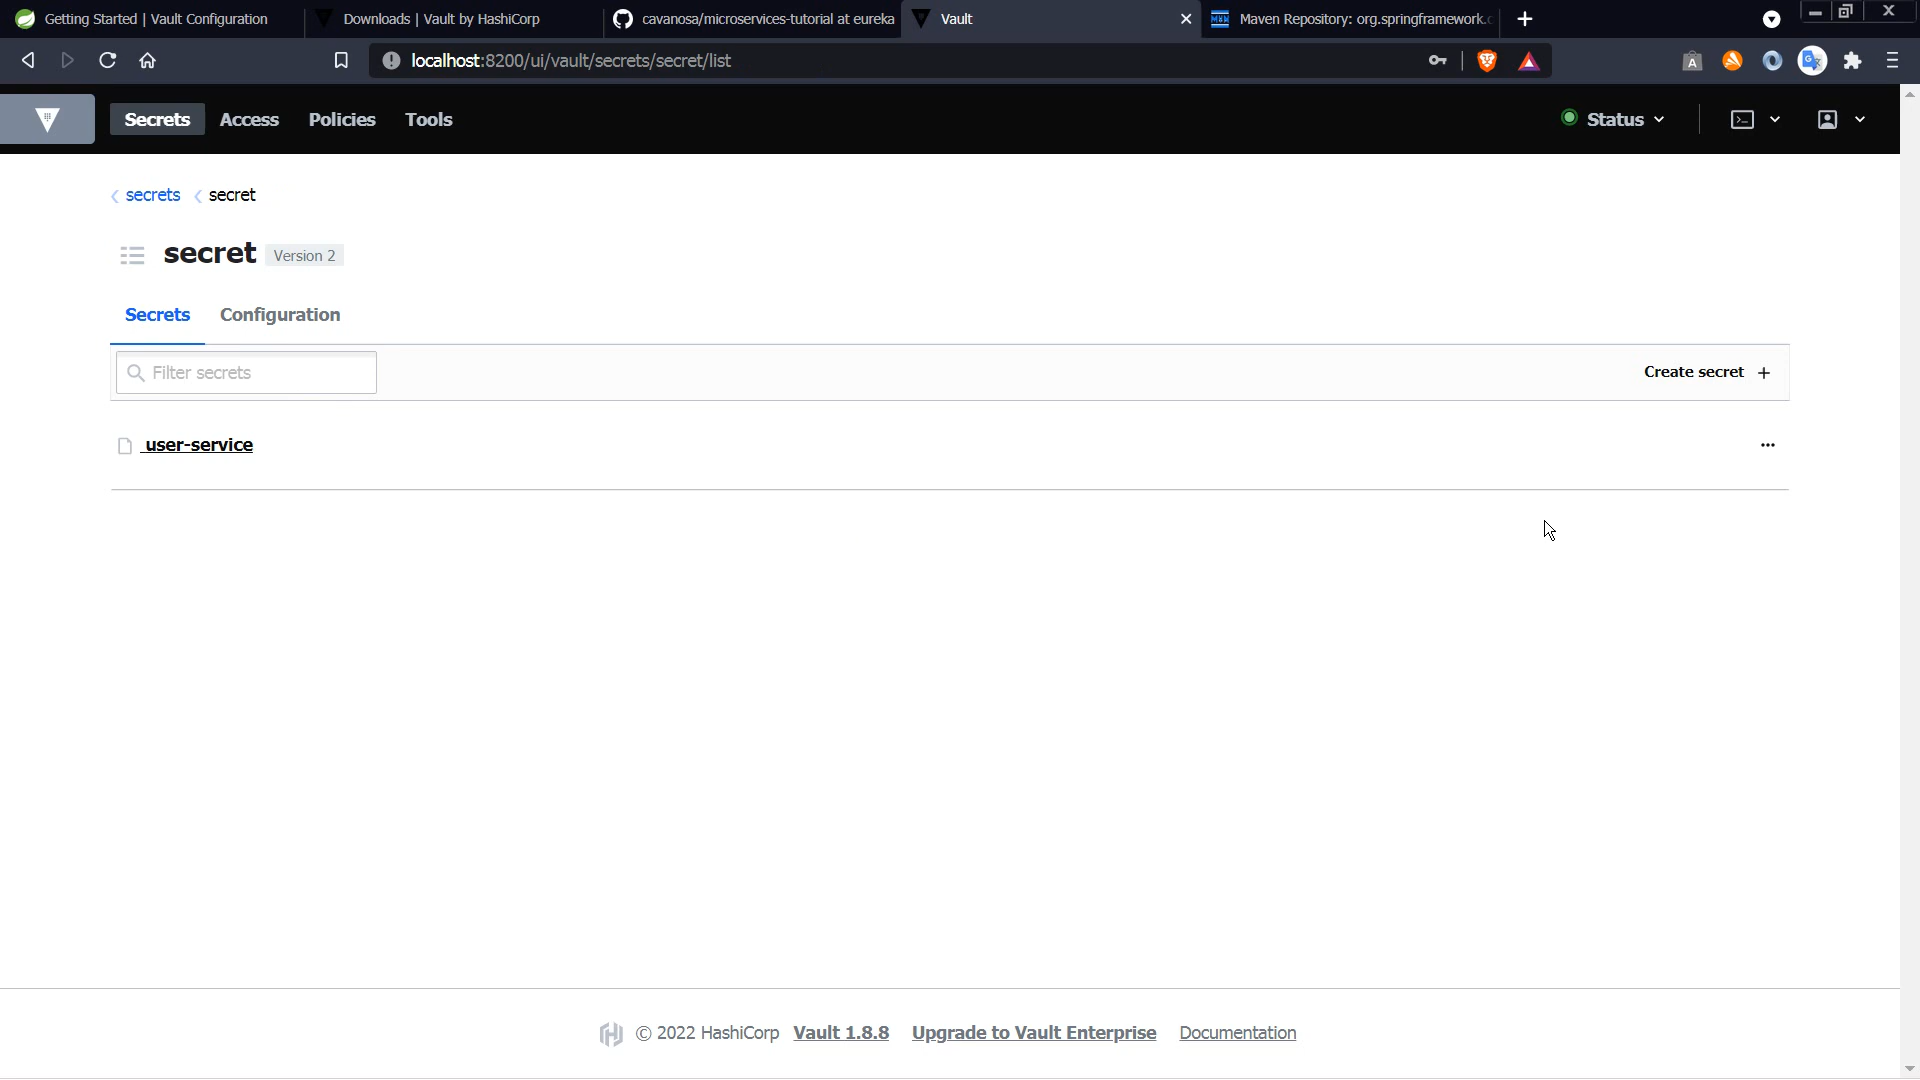 Getting Started | Vault Configuration
Downloads | Vault by HashiCorp
cavanosa/microservices-tutorial at eureka
Vault
Maven Repository: org.springframework.c
localhost:8200/ui/vault/secrets/secret/list
Secrets
Access
Policies
Tools
Status
secrets
secret
secret
Version 2
Secrets
Configuration
Filter secrets
Create secret +
user-service
© 2022 HashiCorp Vault 1.8.8 Upgrade to Vault Enterprise Documentation